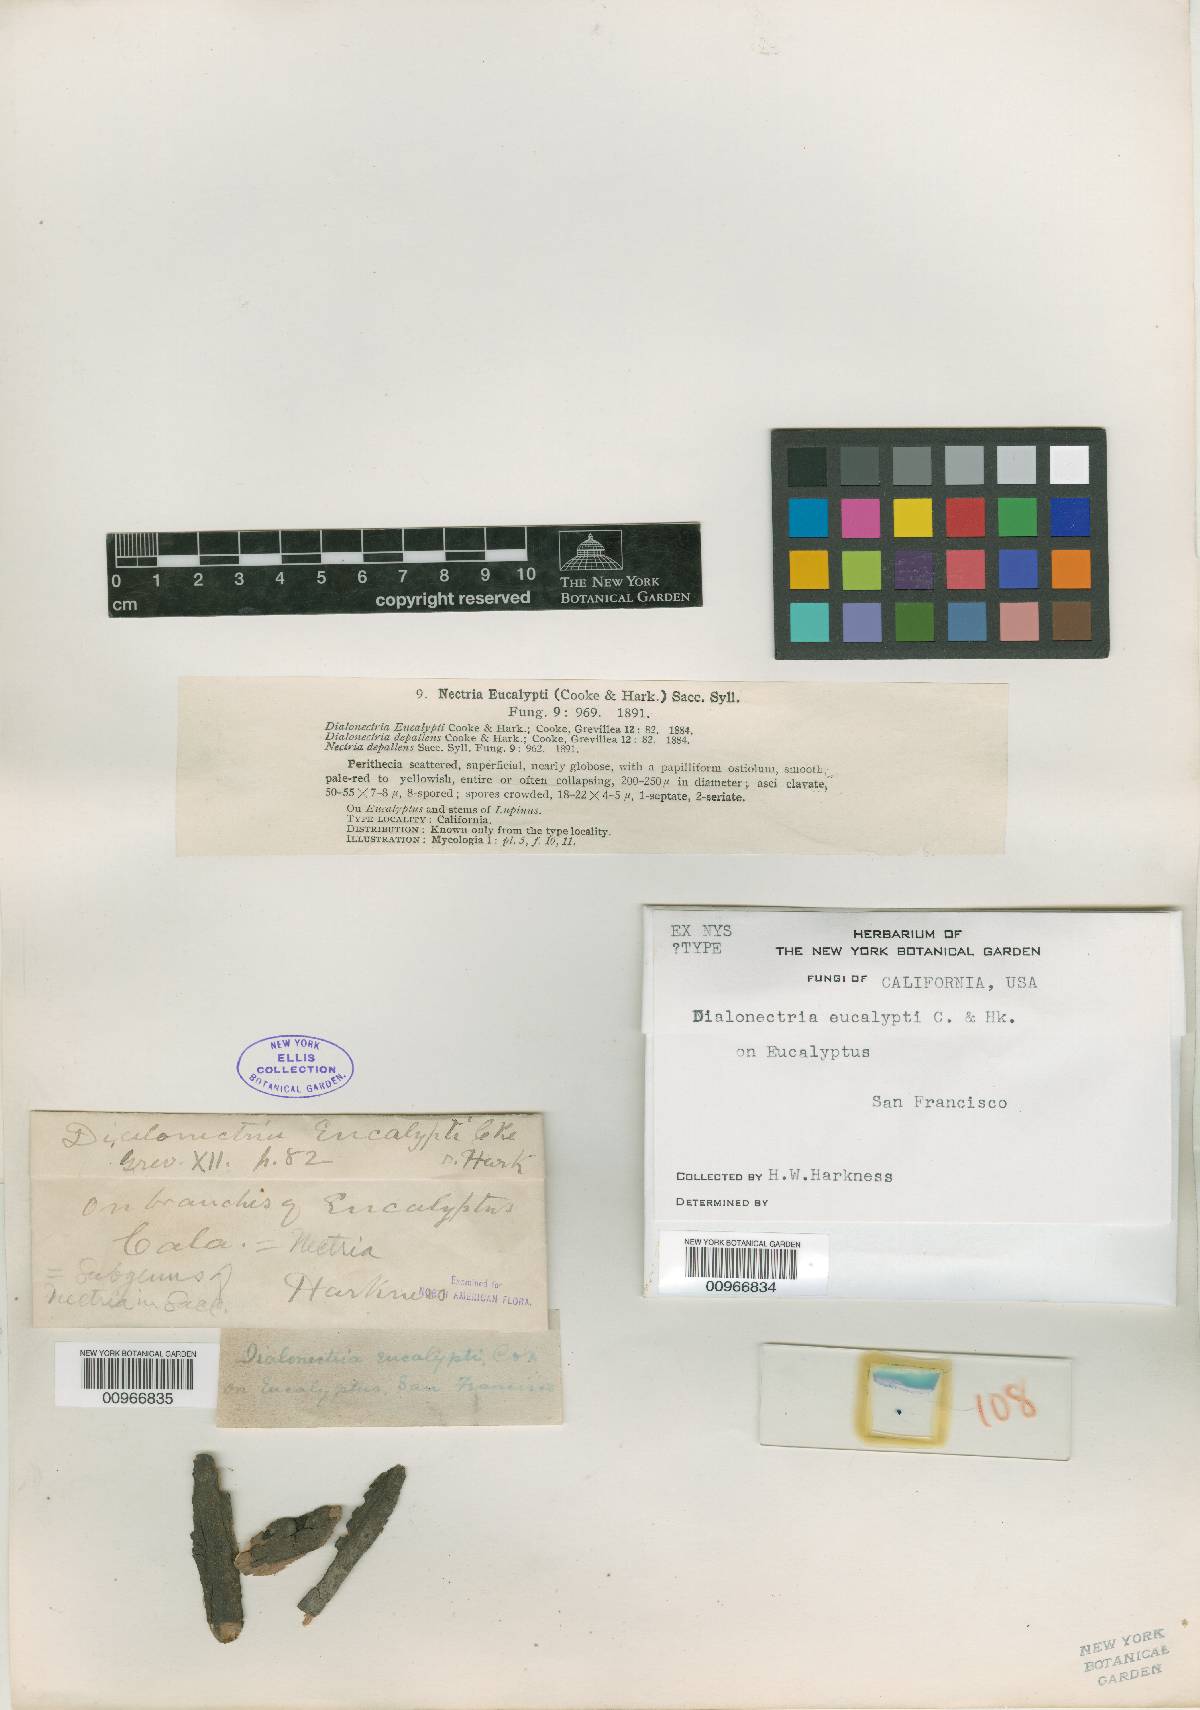 0 1 2 3 4 5 6 7 8 9 10
cm
copyright reserved
THE NEW YORK
BOTANICAL GARDEN
9. Nectria Eucalypti (Cooke & Hark.) Sacc. Syll.
Fung. 9: 969. 1891.
Dialonectria Eucalypti Cooke & Hark.; Cooke, Grevillea 12: 82. 1884.
Dialonectria depallens Cooke & Hark.; Cooke, Grevillea 12: 82. 1884.
Nectria depallens Sacc. Syll. Fung. 9: 962. 1891.
Perithecia scattered, superficial, nearly globose, with a papilliform ostiolum, smooth,
pale-red to yellowish, entire or often collapsing, 200-250 μ in diameter; asci clavate,
50-55 × 7-8 μ, 8-spored; spores crowded, 18-22 × 4-5 μ, 1-septate, 2-seriate.
On Eucalyptus and stems of Lupinus.
TYPE LOCALITY: California.
DISTRIBUTION: Known only from the type locality.
ILLUSTRATION: Mycologia 1: pl. 5, f. 10, 11.
EX NYS
?TYPE
HERBARIUM OF
THE NEW YORK BOTANICAL GARDEN
FUNGI OF CALIFORNIA, USA
Dialonectria eucalypti C. & Hk.
on Eucalyptus
San Francisco
COLLECTED BY H.W.Harkness
DETERMINED BY
NEW YORK BOTANICAL GARDEN
00966834
NEW YORK
ELLIS
COLLECTION
BOTANICAL GARDEN.
Dialonectria Eucalypti Cke
Grev. XII. p. 82 & Hark
On branches of Eucalyptus
Cala. = Nectria
= Subgenus of
Nectria in Sacc.
Harkness
Examined for
NORTH AMERICAN FLORA.
NEW YORK BOTANICAL GARDEN
00966835
Dialonectria eucalypti, C & H
on Eucalyptus, San Francisco
108
NEW YORK
BOTANICAL
GARDEN